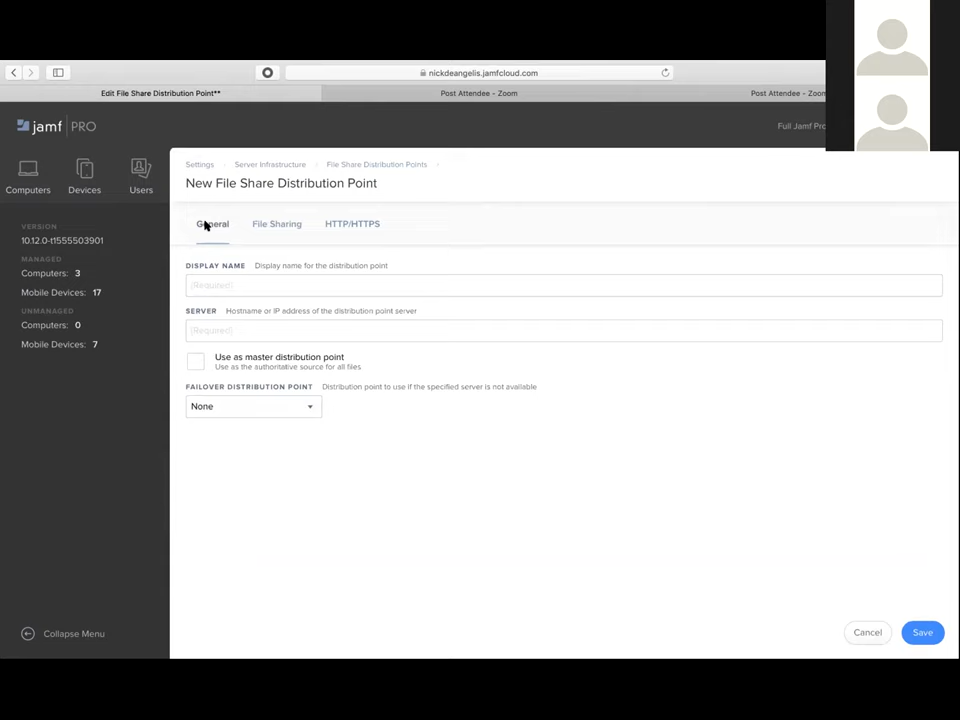 nickdeangelis.jamfcloud.com
Edit File Share Distribution Point** Post Attendee - Zoom Post Attendee - Zoom
jamf PRO Full Jamf Pro
Computers Devices Users
Settings Server Infrastructure File Share Distribution Points
New File Share Distribution Point
General File Sharing HTTP/HTTPS
VERSION
10.12.0-t1555503901
MANAGED
Computers: 3
Mobile Devices: 17
UNMANAGED
Computers: 0
Mobile Devices: 7
DISPLAY NAME Display name for the distribution point
(Required)
SERVER Hostname or IP address of the distribution point server
(Required)
Use as master distribution point
Use as the authoritative source for all files
FAILOVER DISTRIBUTION POINT Distribution point to use if the specified server is not available
None
Collapse Menu
Cancel Save